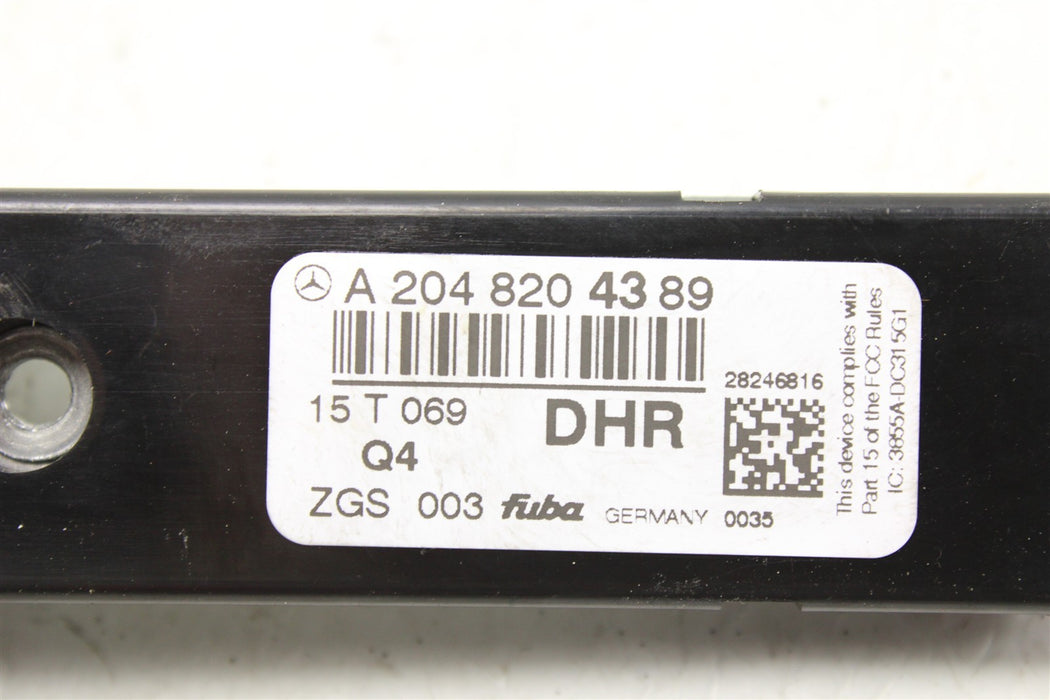 A 204 820 43 89
15 T 069
DHR
Q4
ZGS 003 fuba GERMANY
28246816
0035
This device complies with
Part 15 of the FCC Rules
IC: 3855A-DC315G1